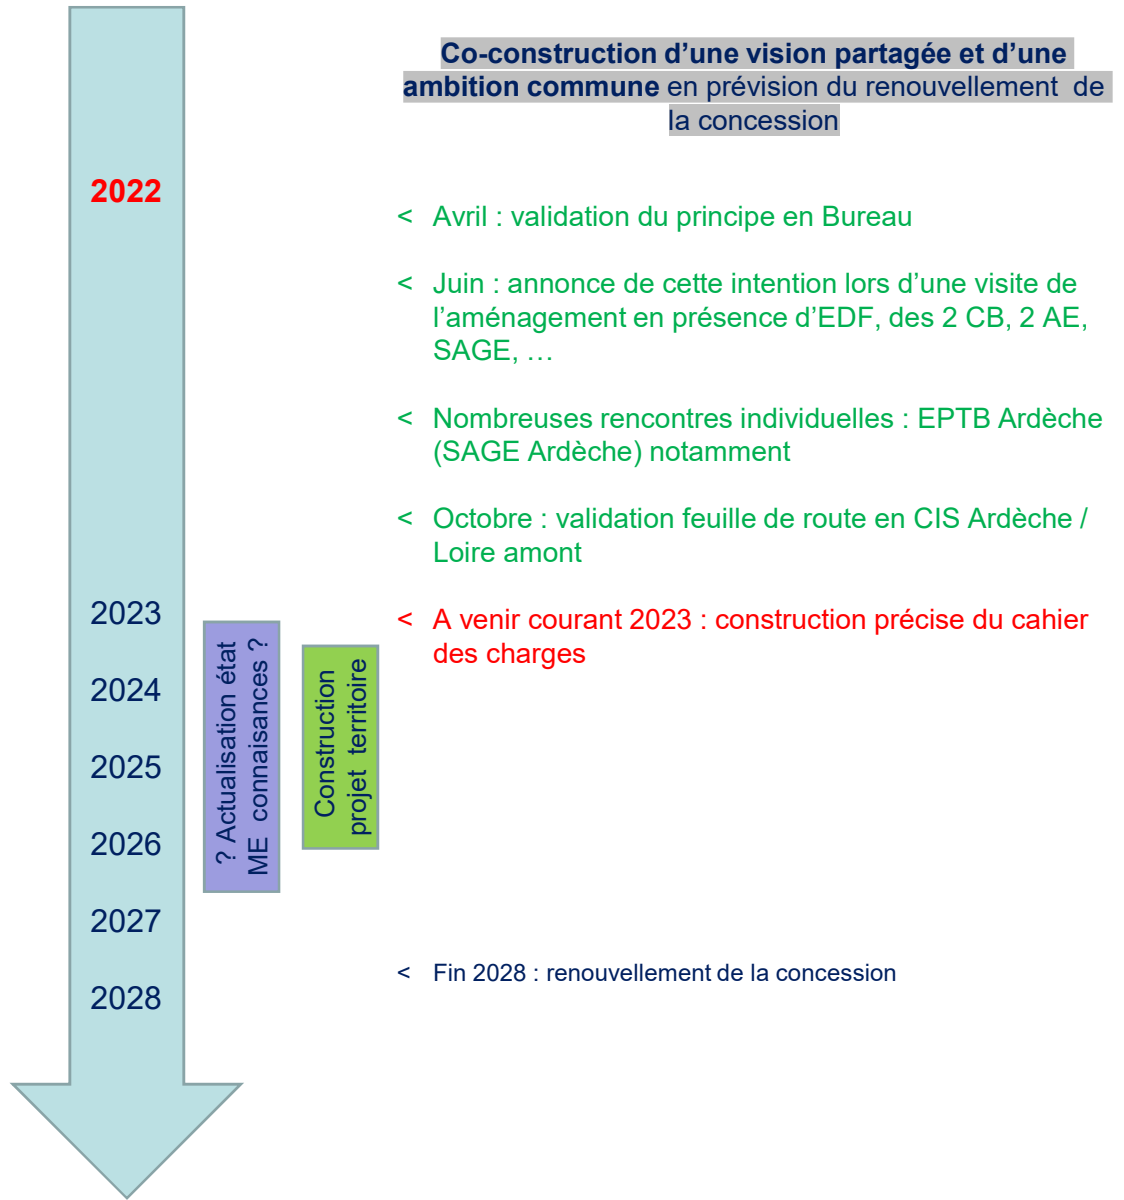 Co-construction d’une vision partagée et d’une
ambition commune en prévision du renouvellement de
la concession
2022
< Avril : validation du principe en Bureau
< Juin : annonce de cette intention lors d’une visite de
l’aménagement en présence d’EDF, des 2 CB, 2 AE,
SAGE, …
< Nombreuses rencontres individuelles : EPTB Ardèche
(SAGE Ardèche) notamment
< Octobre : validation feuille de route en CIS Ardèche /
Loire amont
2023
< A venir courant 2023 : construction précise du cahier
des charges
? Actualisation état
ME connaisances ?
Construction
projet territoire
2024
2025
2026
2027
< Fin 2028 : renouvellement de la concession
2028